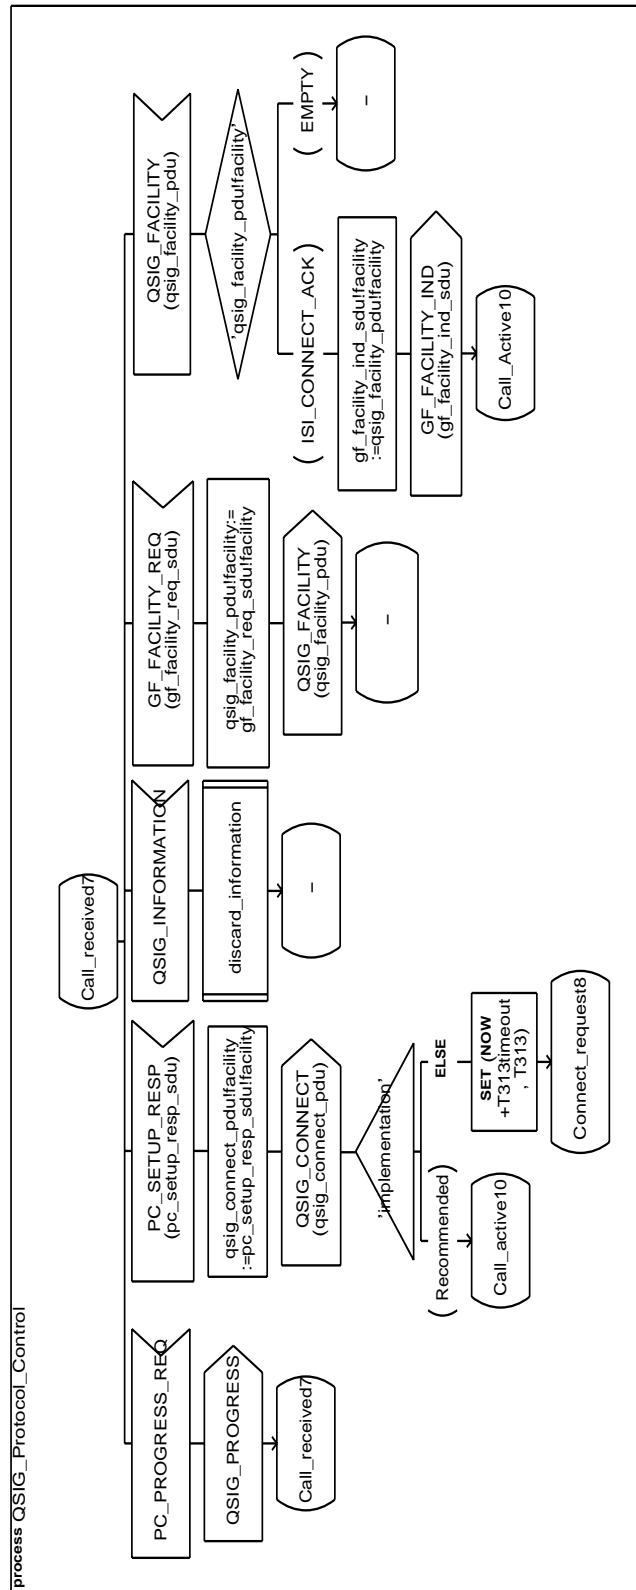 process QSIG_Protocol_Control
Call_received7
PC_PROGRESS_REQ
QSIG_PROGRESS
Call_received7
PC_SETUP_RESP
(pc_setup_resp_sdu)
qsig_connect_pdu!facility
:=pc_setup_resp_sdu!facility
QSIG_CONNECT
(qsig_connect_pdu)
'implementation'
( Recommended )
Call_active10
ELSE
SET (NOW
+T313timeout
, T313)
Connect_request8
QSIG_INFORMATION
discard_information
-
GF_FACILITY_REQ
(gf_facility_req_sdu)
qsig_facility_pdu!facility:=
gf_facility_req_sdu!facility
QSIG_FACILITY
(qsig_facility_pdu)
-
QSIG_FACILITY
(qsig_facility_pdu)
'qsig_facility_pdu!facility'
( ISI_CONNECT_ACK )
gf_facility_ind_sdu!facility
:=qsig_facility_pdu!facility
GF_FACILITY_IND
(gf_facility_ind_sdu)
Call_Active10
( EMPTY )
-